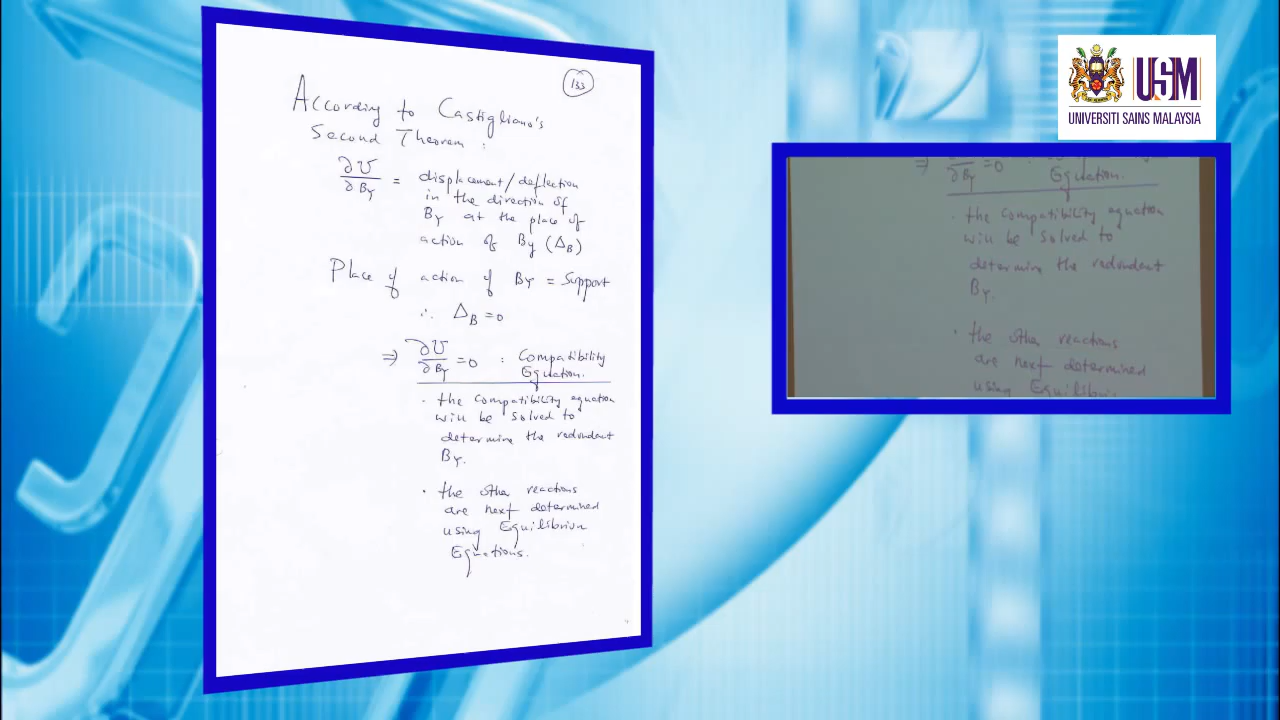 133
According to Castigliano's
Second Theorem :
∂U/∂By = displacement/deflection
in the direction of
By at the place of
action of By (ΔB)
Place of action of By = Support
∴ ΔB = 0
⇒ ∂U/∂By = 0 : Compatibility
Equation.
· the compatibility equation
will be solved to
determine the redundant
By.
· the other reactions
are next determined
using Equilibrium
Equations.
USM
UNIVERSITI SAINS MALAYSIA
⇒ ∂By = 0 :
Equation.
· the compatibility equation
will be solved to
determine the redundant
By.
· the other reactions
are next determined
using